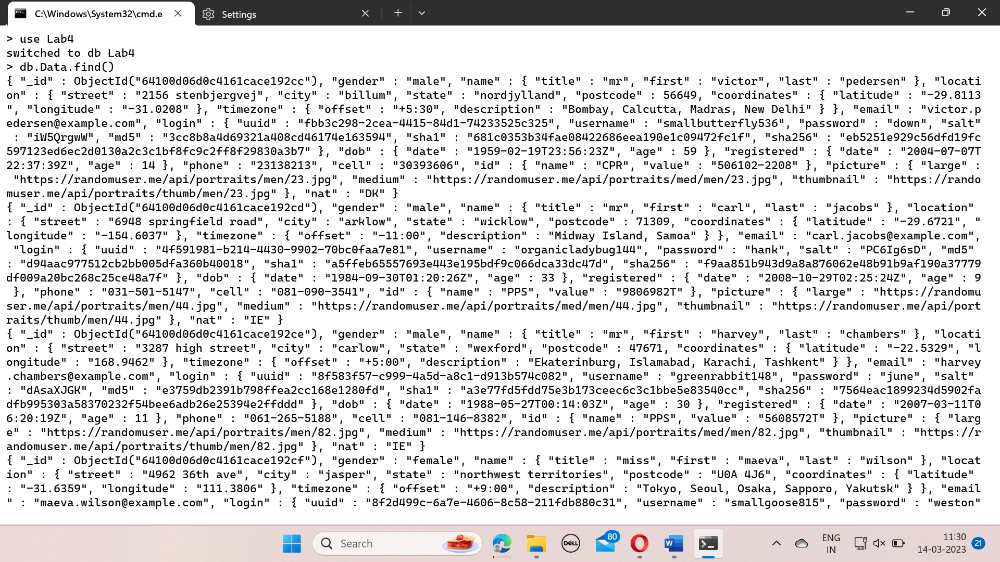 C:\Windows\System32\cmd.e
Settings
> use Lab4
switched to db Lab4
> db.Data.find()
{ "_id" : ObjectId("64100d06d0c4161cace192cc"), "gender" : "male", "name" : { "title" : "mr", "first" : "victor", "last" : "pedersen" }, "locati
on" : { "street" : "2156 stenbjergvej", "city" : "billum", "state" : "nordjylland", "postcode" : 56649, "coordinates" : { "latitude" : "-29.8113
", "longitude" : "-31.0208" }, "timezone" : { "offset" : "+5:30", "description" : "Bombay, Calcutta, Madras, New Delhi" } }, "email" : "victor.p
edersen@example.com", "login" : { "uuid" : "fbb3c298-2cea-4415-84d1-74233525c325", "username" : "smallbutterfly536", "password" : "down", "salt"
 : "iW5QrgwW", "md5" : "3cc8b8a4d69321a408cd46174e163594", "sha1" : "681c0353b34fae08422686eea190e1c09472fc1f", "sha256" : "eb5251e929c56dfd19fc
597123ed6ec2d0130a2c3c1bf8fc9c2ff8f29830a3b7" }, "dob" : { "date" : "1959-02-19T23:56:23Z", "age" : 59 }, "registered" : { "date" : "2004-07-07T
22:37:39Z", "age" : 14 }, "phone" : "23138213", "cell" : "30393606", "id" : { "name" : "CPR", "value" : "506102-2208" }, "picture" : { "large" :
 "https://randomuser.me/api/portraits/men/23.jpg", "medium" : "https://randomuser.me/api/portraits/med/men/23.jpg", "thumbnail" : "https://rando
muser.me/api/portraits/thumb/men/23.jpg" }, "nat" : "DK" }
{ "_id" : ObjectId("64100d06d0c4161cace192cd"), "gender" : "male", "name" : { "title" : "mr", "first" : "carl", "last" : "jacobs" }, "location"
: { "street" : "6948 springfield road", "city" : "arklow", "state" : "wicklow", "postcode" : 71309, "coordinates" : { "latitude" : "-29.6721", "
longitude" : "-154.6037" }, "timezone" : { "offset" : "-11:00", "description" : "Midway Island, Samoa" } }, "email" : "carl.jacobs@example.com",
 "login" : { "uuid" : "4f591981-b214-4430-9902-70bc0faa7e81", "username" : "organicladybug144", "password" : "hank", "salt" : "PC6Ig6sD", "md5"
: "d94aac977512cb2bb005dfa360b40018", "sha1" : "a5ffeb65557693e443e195bdf9c066dca33dc47d", "sha256" : "f9aa851b943d9a8a876062e48b91b9af190a37779
df009a20bc268c25ce48a7f" }, "dob" : { "date" : "1984-09-30T01:20:26Z", "age" : 33 }, "registered" : { "date" : "2008-10-29T02:25:24Z", "age" : 9
 }, "phone" : "031-501-5147", "cell" : "081-090-3541", "id" : { "name" : "PPS", "value" : "9806982T" }, "picture" : { "large" : "https://randomu
ser.me/api/portraits/men/44.jpg", "medium" : "https://randomuser.me/api/portraits/med/men/44.jpg", "thumbnail" : "https://randomuser.me/api/port
raits/thumb/men/44.jpg" }, "nat" : "IE" }
{ "_id" : ObjectId("64100d06d0c4161cace192ce"), "gender" : "male", "name" : { "title" : "mr", "first" : "harvey", "last" : "chambers" }, "locati
on" : { "street" : "3287 high street", "city" : "carlow", "state" : "wexford", "postcode" : 47671, "coordinates" : { "latitude" : "-22.5329", "l
ongitude" : "168.9462" }, "timezone" : { "offset" : "+5:00", "description" : "Ekaterinburg, Islamabad, Karachi, Tashkent" } }, "email" : "harvey
.chambers@example.com", "login" : { "uuid" : "8f583f57-c999-4a5d-a8c1-d913b574c082", "username" : "greenrabbit148", "password" : "june", "salt"
: "dAsaXJGK", "md5" : "e3759db2391b798ffea2cc168e1280fd", "sha1" : "a3e77fd5fdd75e3b173ceec6c3c1bbe5e83540cc", "sha256" : "7564eac1899234d5902fa
dfb995303a58370232f54bee6adb26e25394e2ffddd" }, "dob" : { "date" : "1988-05-27T00:14:03Z", "age" : 30 }, "registered" : { "date" : "2007-03-11T0
6:20:19Z", "age" : 11 }, "phone" : "061-265-5188", "cell" : "081-146-8382", "id" : { "name" : "PPS", "value" : "5608572T" }, "picture" : { "larg
e" : "https://randomuser.me/api/portraits/men/82.jpg", "medium" : "https://randomuser.me/api/portraits/med/men/82.jpg", "thumbnail" : "https://r
andomuser.me/api/portraits/thumb/men/82.jpg" }, "nat" : "IE" }
{ "_id" : ObjectId("64100d06d0c4161cace192cf"), "gender" : "female", "name" : { "title" : "miss", "first" : "maeva", "last" : "wilson" }, "locat
ion" : { "street" : "4962 36th ave", "city" : "jasper", "state" : "northwest territories", "postcode" : "U0A 4J6", "coordinates" : { "latitude"
: "-31.6359", "longitude" : "111.3806" }, "timezone" : { "offset" : "+9:00", "description" : "Tokyo, Seoul, Osaka, Sapporo, Yakutsk" } }, "email
" : "maeva.wilson@example.com", "login" : { "uuid" : "8f2d499c-6a7e-4606-8c58-211fdb880c31", "username" : "smallgoose815", "password" : "weston"
Search
DELL
80
W
ENG
IN
11:30
14-03-2023
21